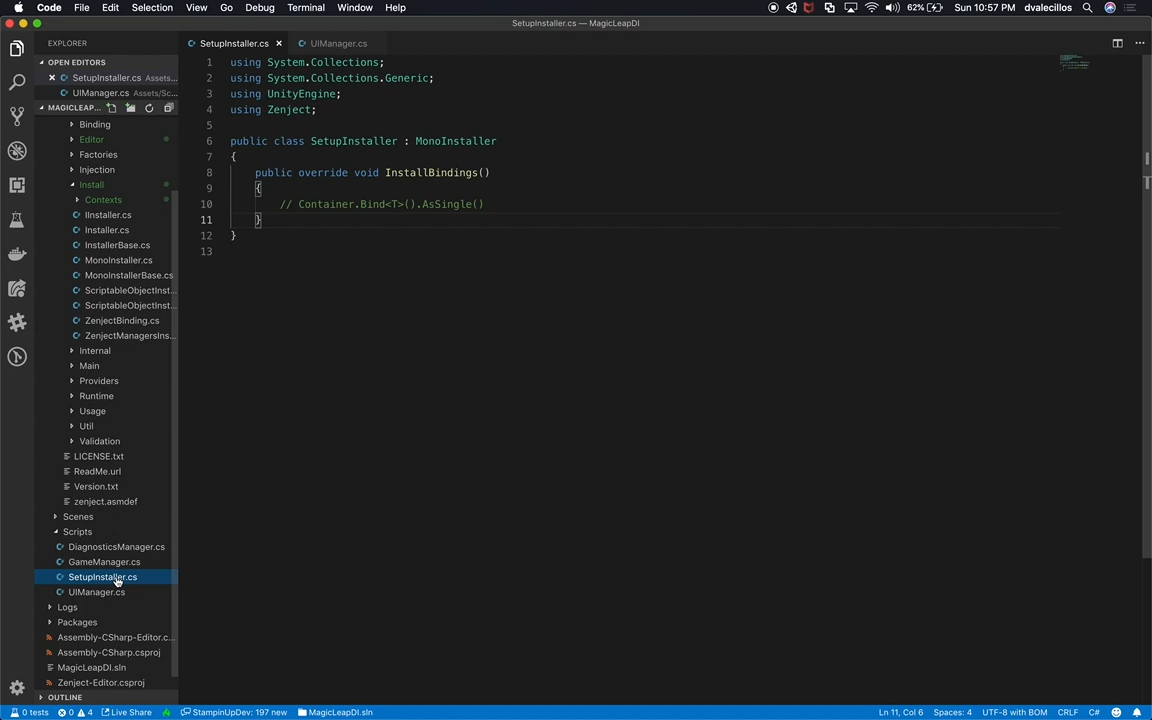 Code File Edit Selection View Go Debug Terminal Window Help 62% Sun 10:57 PM dvalecillos
SetupInstaller.cs — MagicLeapDI
EXPLORER
SetupInstaller.cs UIManager.cs
OPEN EDITORS
SetupInstaller.cs Assets...
UIManager.cs Assets/Sc...
MAGICLEAP...
Binding
Editor
Factories
Injection
Install
Contexts
IInstaller.cs
Installer.cs
InstallerBase.cs
MonoInstaller.cs
MonoInstallerBase.cs
ScriptableObjectInst...
ScriptableObjectInst...
ZenjectBinding.cs
ZenjectManagersIns...
Internal
Main
Providers
Runtime
Usage
Util
Validation
LICENSE.txt
ReadMe.url
Version.txt
zenject.asmdef
Scenes
Scripts
DiagnosticsManager.cs
GameManager.cs
SetupInstaller.cs
UIManager.cs
Logs
Packages
Assembly-CSharp-Editor.c...
Assembly-CSharp.csproj
MagicLeapDI.sln
Zenject-Editor.csproj
OUTLINE
1 using System.Collections;
2 using System.Collections.Generic;
3 using UnityEngine;
4 using Zenject;
5
6 public class SetupInstaller : MonoInstaller
7 {
8 public override void InstallBindings()
9 {
10 // Container.Bind<T>().AsSingle()
11 }
12 }
13
0 tests 0 4 Live Share StampinUpDev: 197 new MagicLeapDI.sln Ln 11, Col 6 Spaces: 4 UTF-8 with BOM CRLF C#